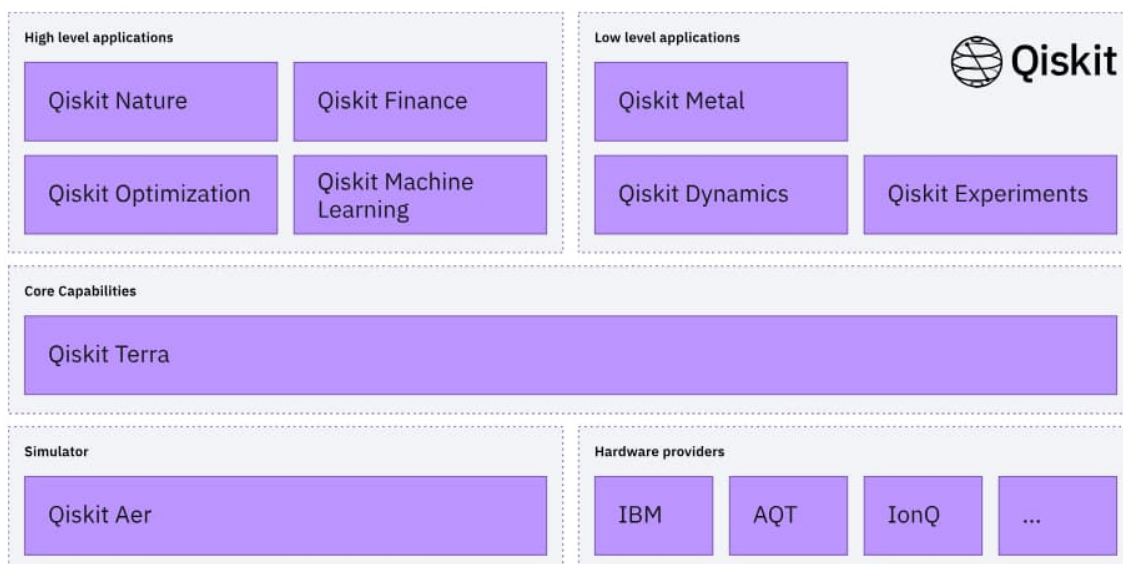 High level applications
Qiskit Nature
Qiskit Finance
Qiskit Optimization
Qiskit Machine
Learning
Low level applications
Qiskit
Qiskit Metal
Qiskit Dynamics
Qiskit Experiments
Core Capabilities
Qiskit Terra
Simulator
Qiskit Aer
Hardware providers
IBM
AQT
IonQ
...